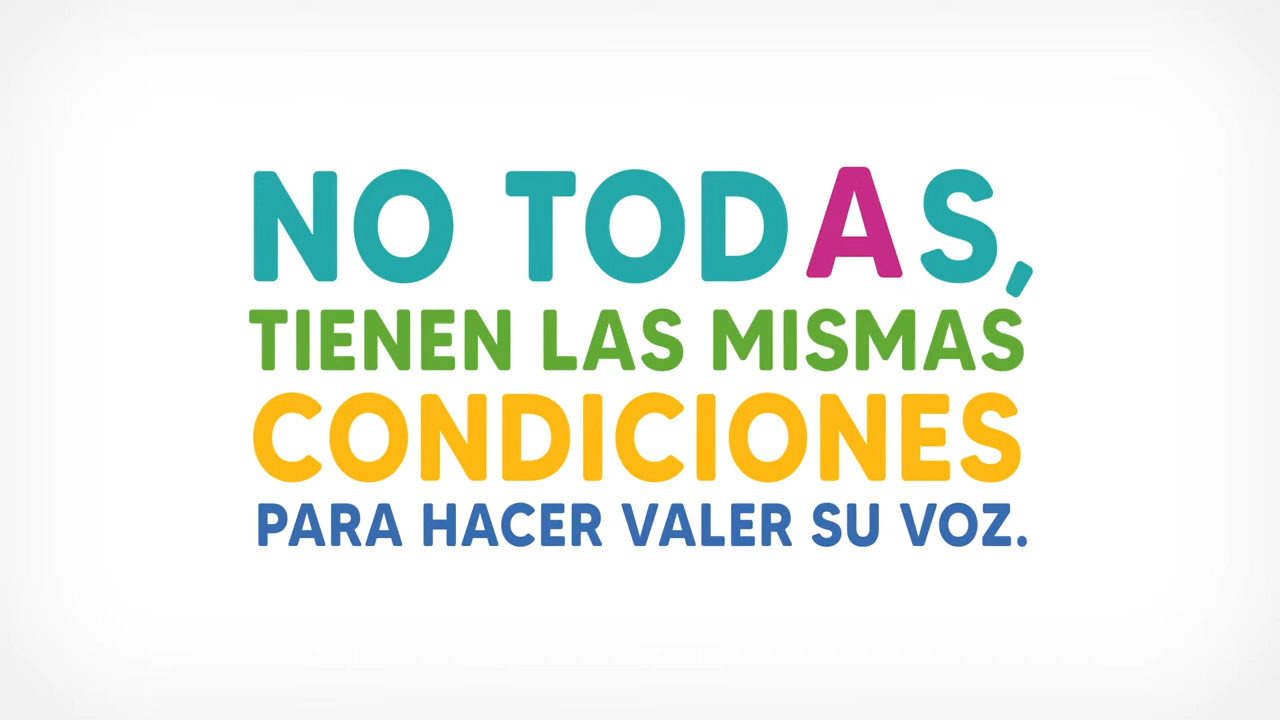 NO TODAS,
TIENEN LAS MISMAS
CONDICIONES
PARA HACER VALER SU VOZ.